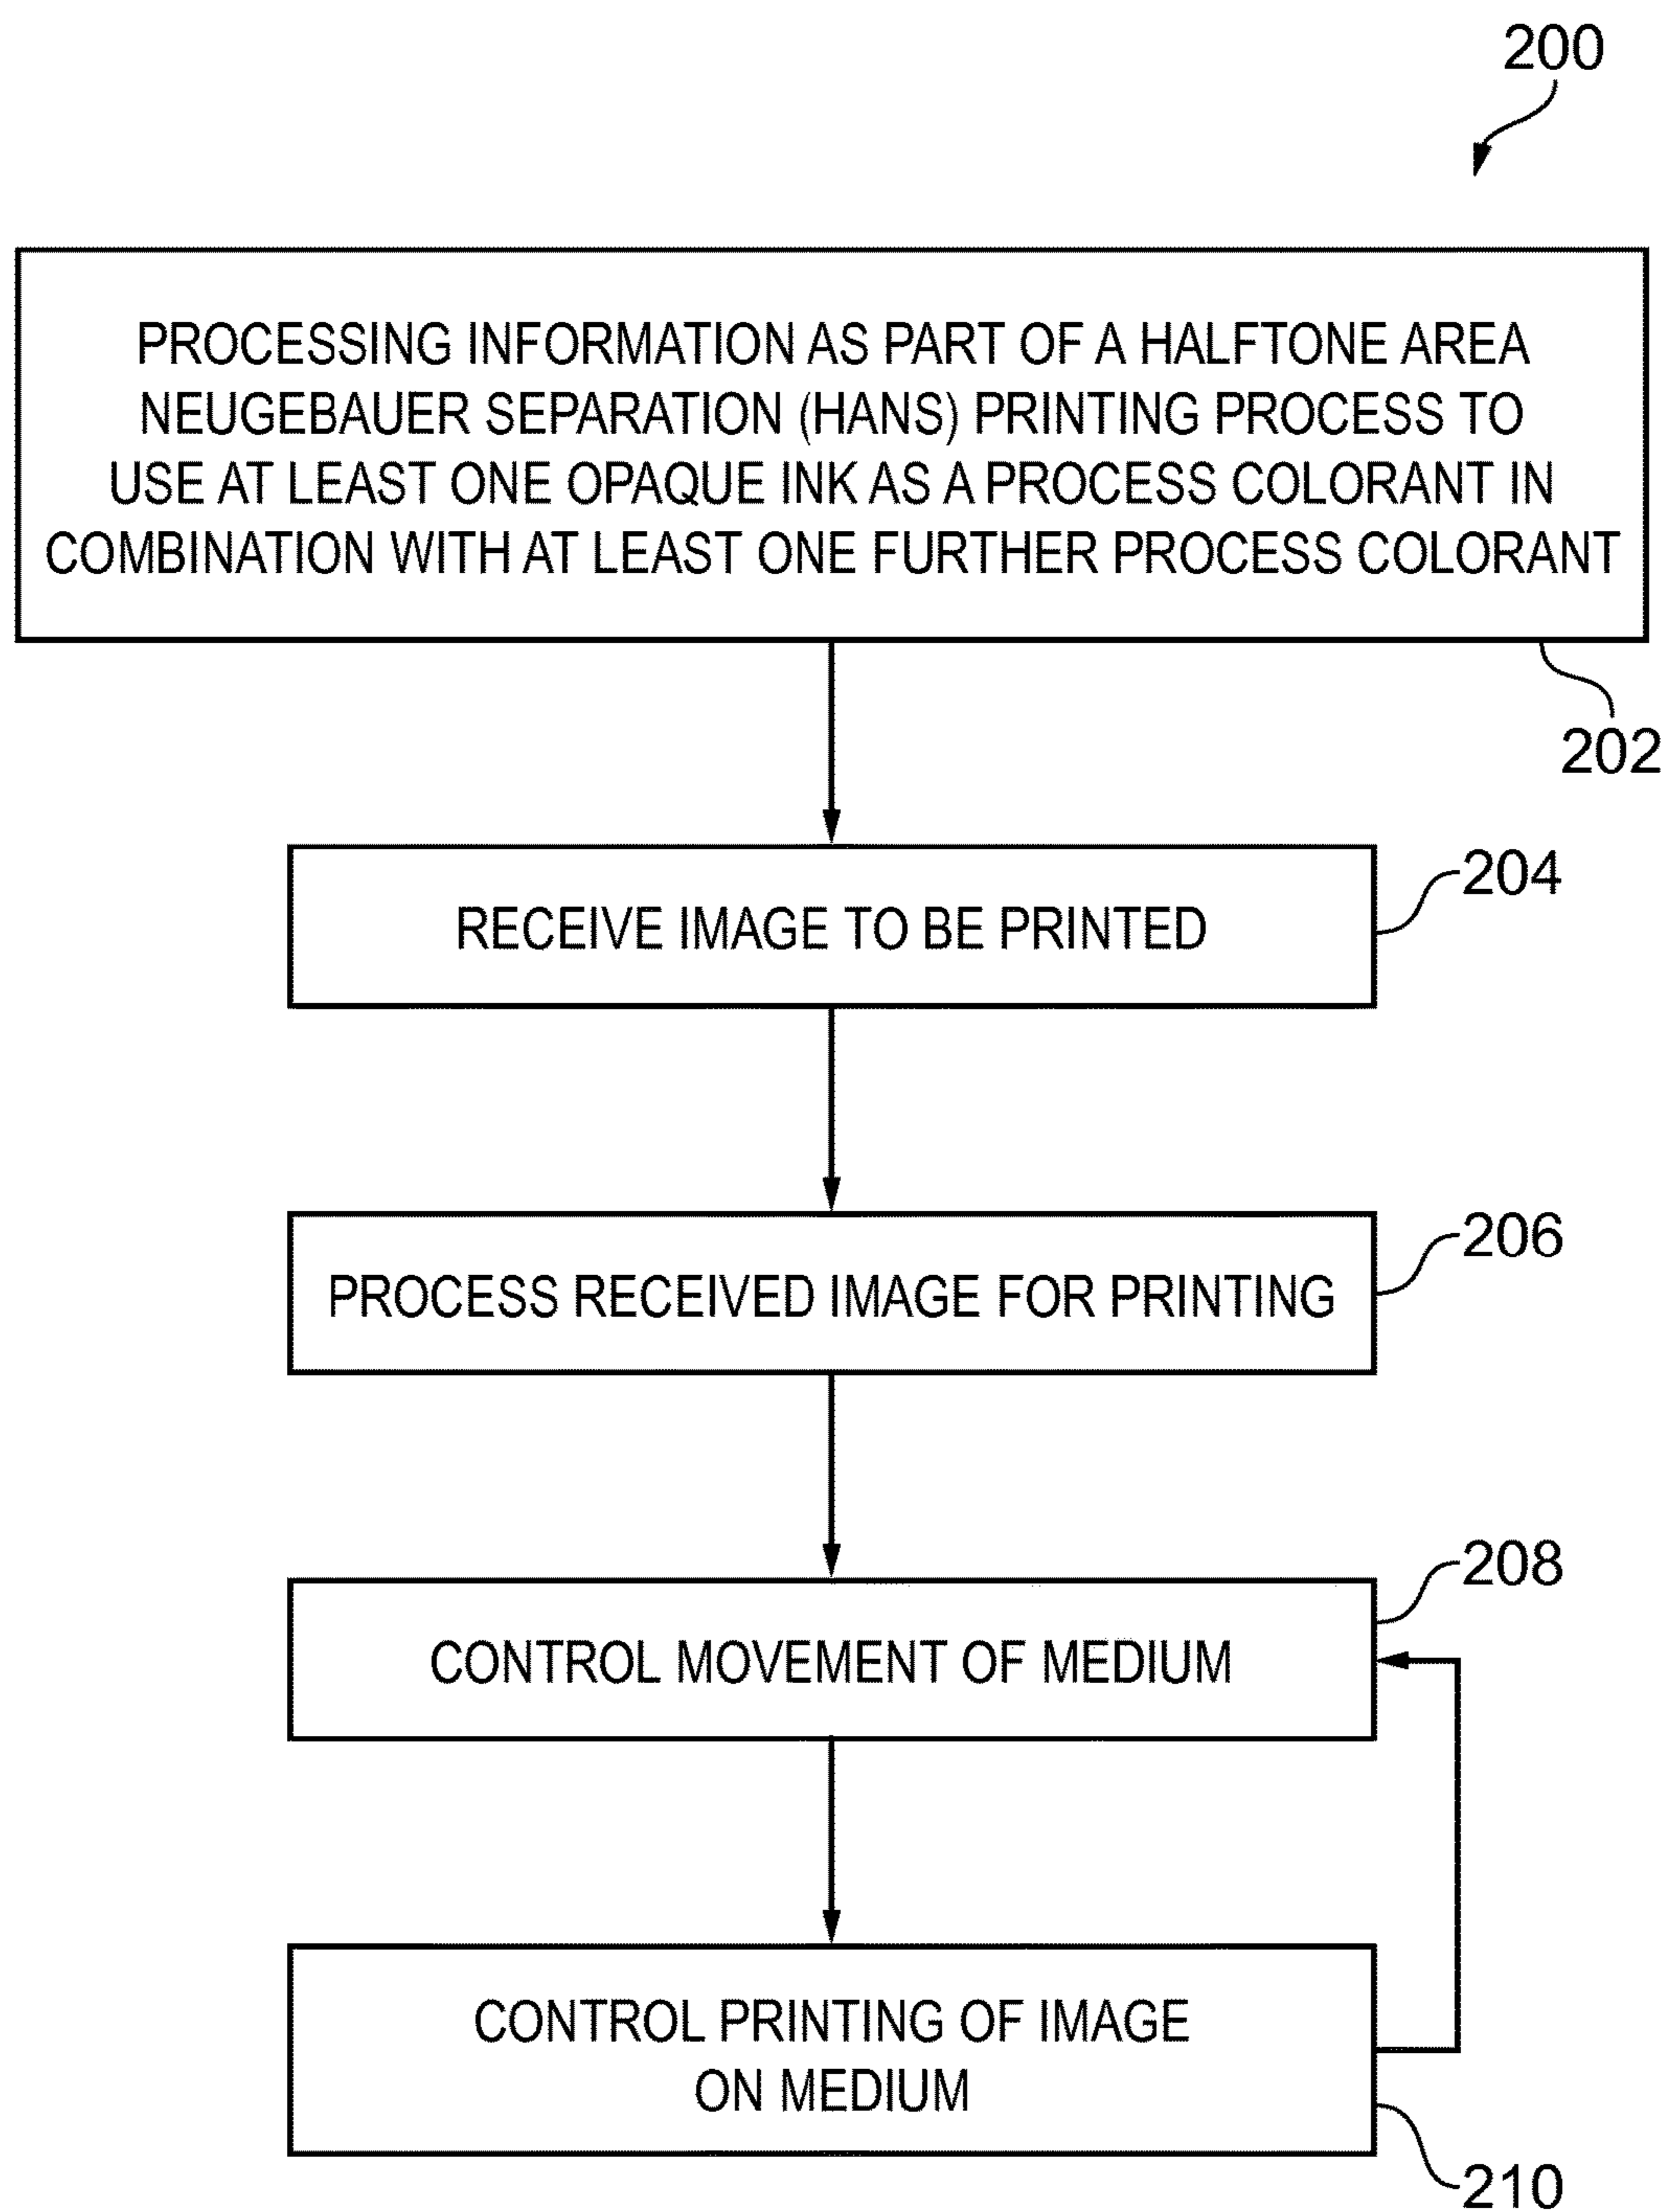 200
PROCESSING INFORMATION AS PART OF A HALFTONE AREA
NEUGEBAUER SEPARATION (HANS) PRINTING PROCESS TO
USE AT LEAST ONE OPAQUE INK AS A PROCESS COLORANT IN
COMBINATION WITH AT LEAST ONE FURTHER PROCESS COLORANT
202
204
RECEIVE IMAGE TO BE PRINTED
206
PROCESS RECEIVED IMAGE FOR PRINTING
208
CONTROL MOVEMENT OF MEDIUM
CONTROL PRINTING OF IMAGE
ON MEDIUM
210